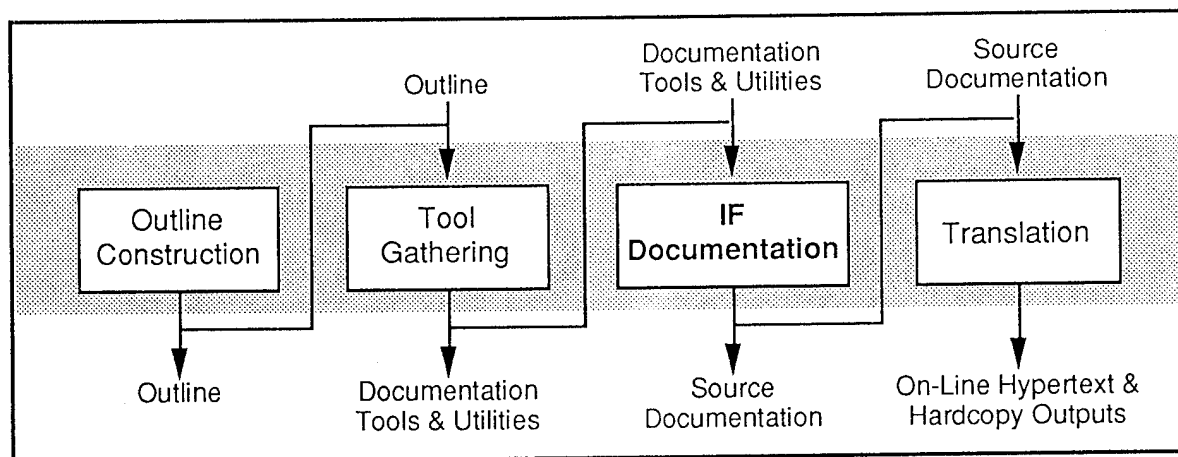 Outline
Documentation
Tools & Utilities
Source
Documentation
Outline
Construction
Tool
Gathering
IF
Documentation
Translation
Outline
Documentation
Tools & Utilities
Source
Documentation
On-Line Hypertext &
Hardcopy Outputs